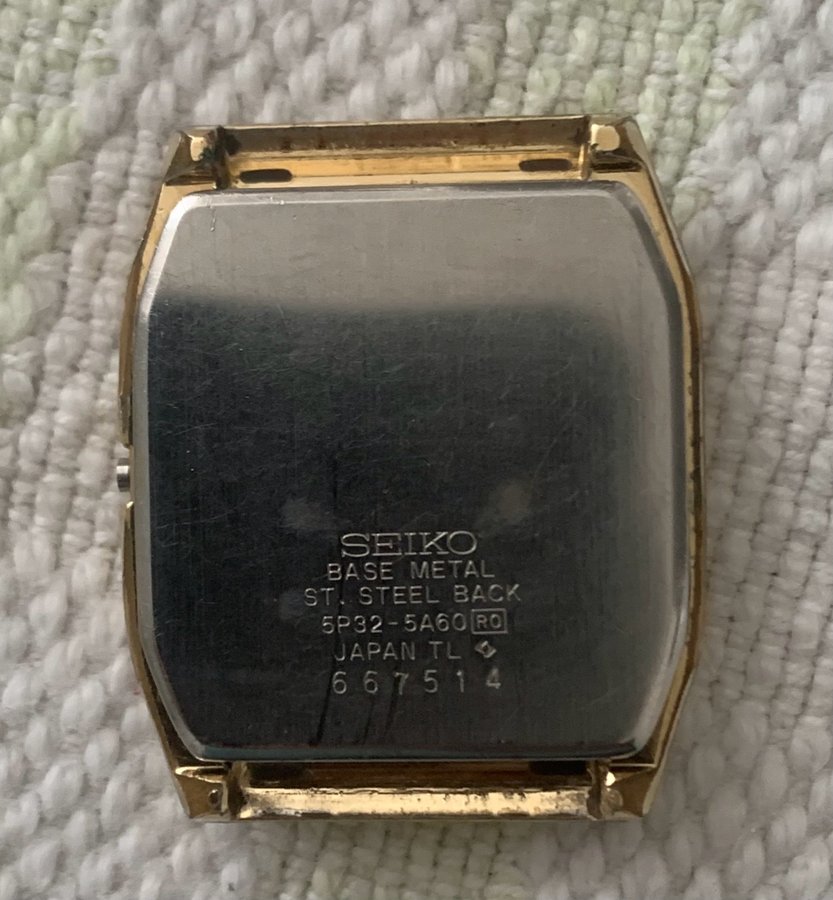 SEIKO
BASE METAL
ST. STEEL BACK
5P32-5A60 RO
JAPAN TL
667514